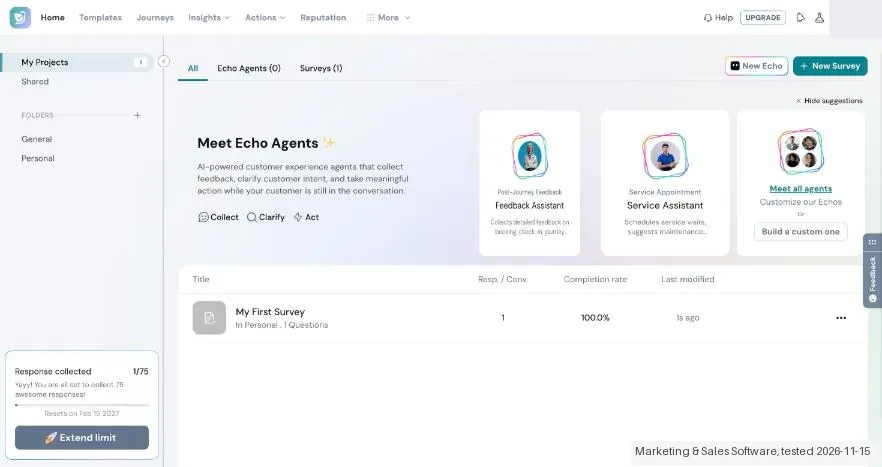 Home Templates Journeys Insights Actions Reputation More Help UPGRADE
My Projects 1
Shared
FOLDERS
General
Personal
All Echo Agents (0) Surveys (1) New Echo + New Survey
× Hide suggestions
Meet Echo Agents ✨
AI-powered customer experience agents that collect
feedback, clarify customer intent, and take meaningful
action while your customer is still in the conversation.
Collect Clarify Act
Post-Journey Feedback
Feedback Assistant
Collects detailed feedback on
booking, check-in, journey...
Service Appointment
Service Assistant
Schedules service visits,
suggests maintenance...
Meet all agents
Customize our Echos
Or
Build a custom one
Feedback
Title Resp. / Conv. Completion rate Last modified
My First Survey 1 100.0% 1s ago
In Personal . 1 Questions
Response collected 1/75
Yayy! You are all set to collect 75
awesome responses!
Resets on Feb 15 2027
🚀 Extend limit
Marketing & Sales Software, tested 2026-11-15